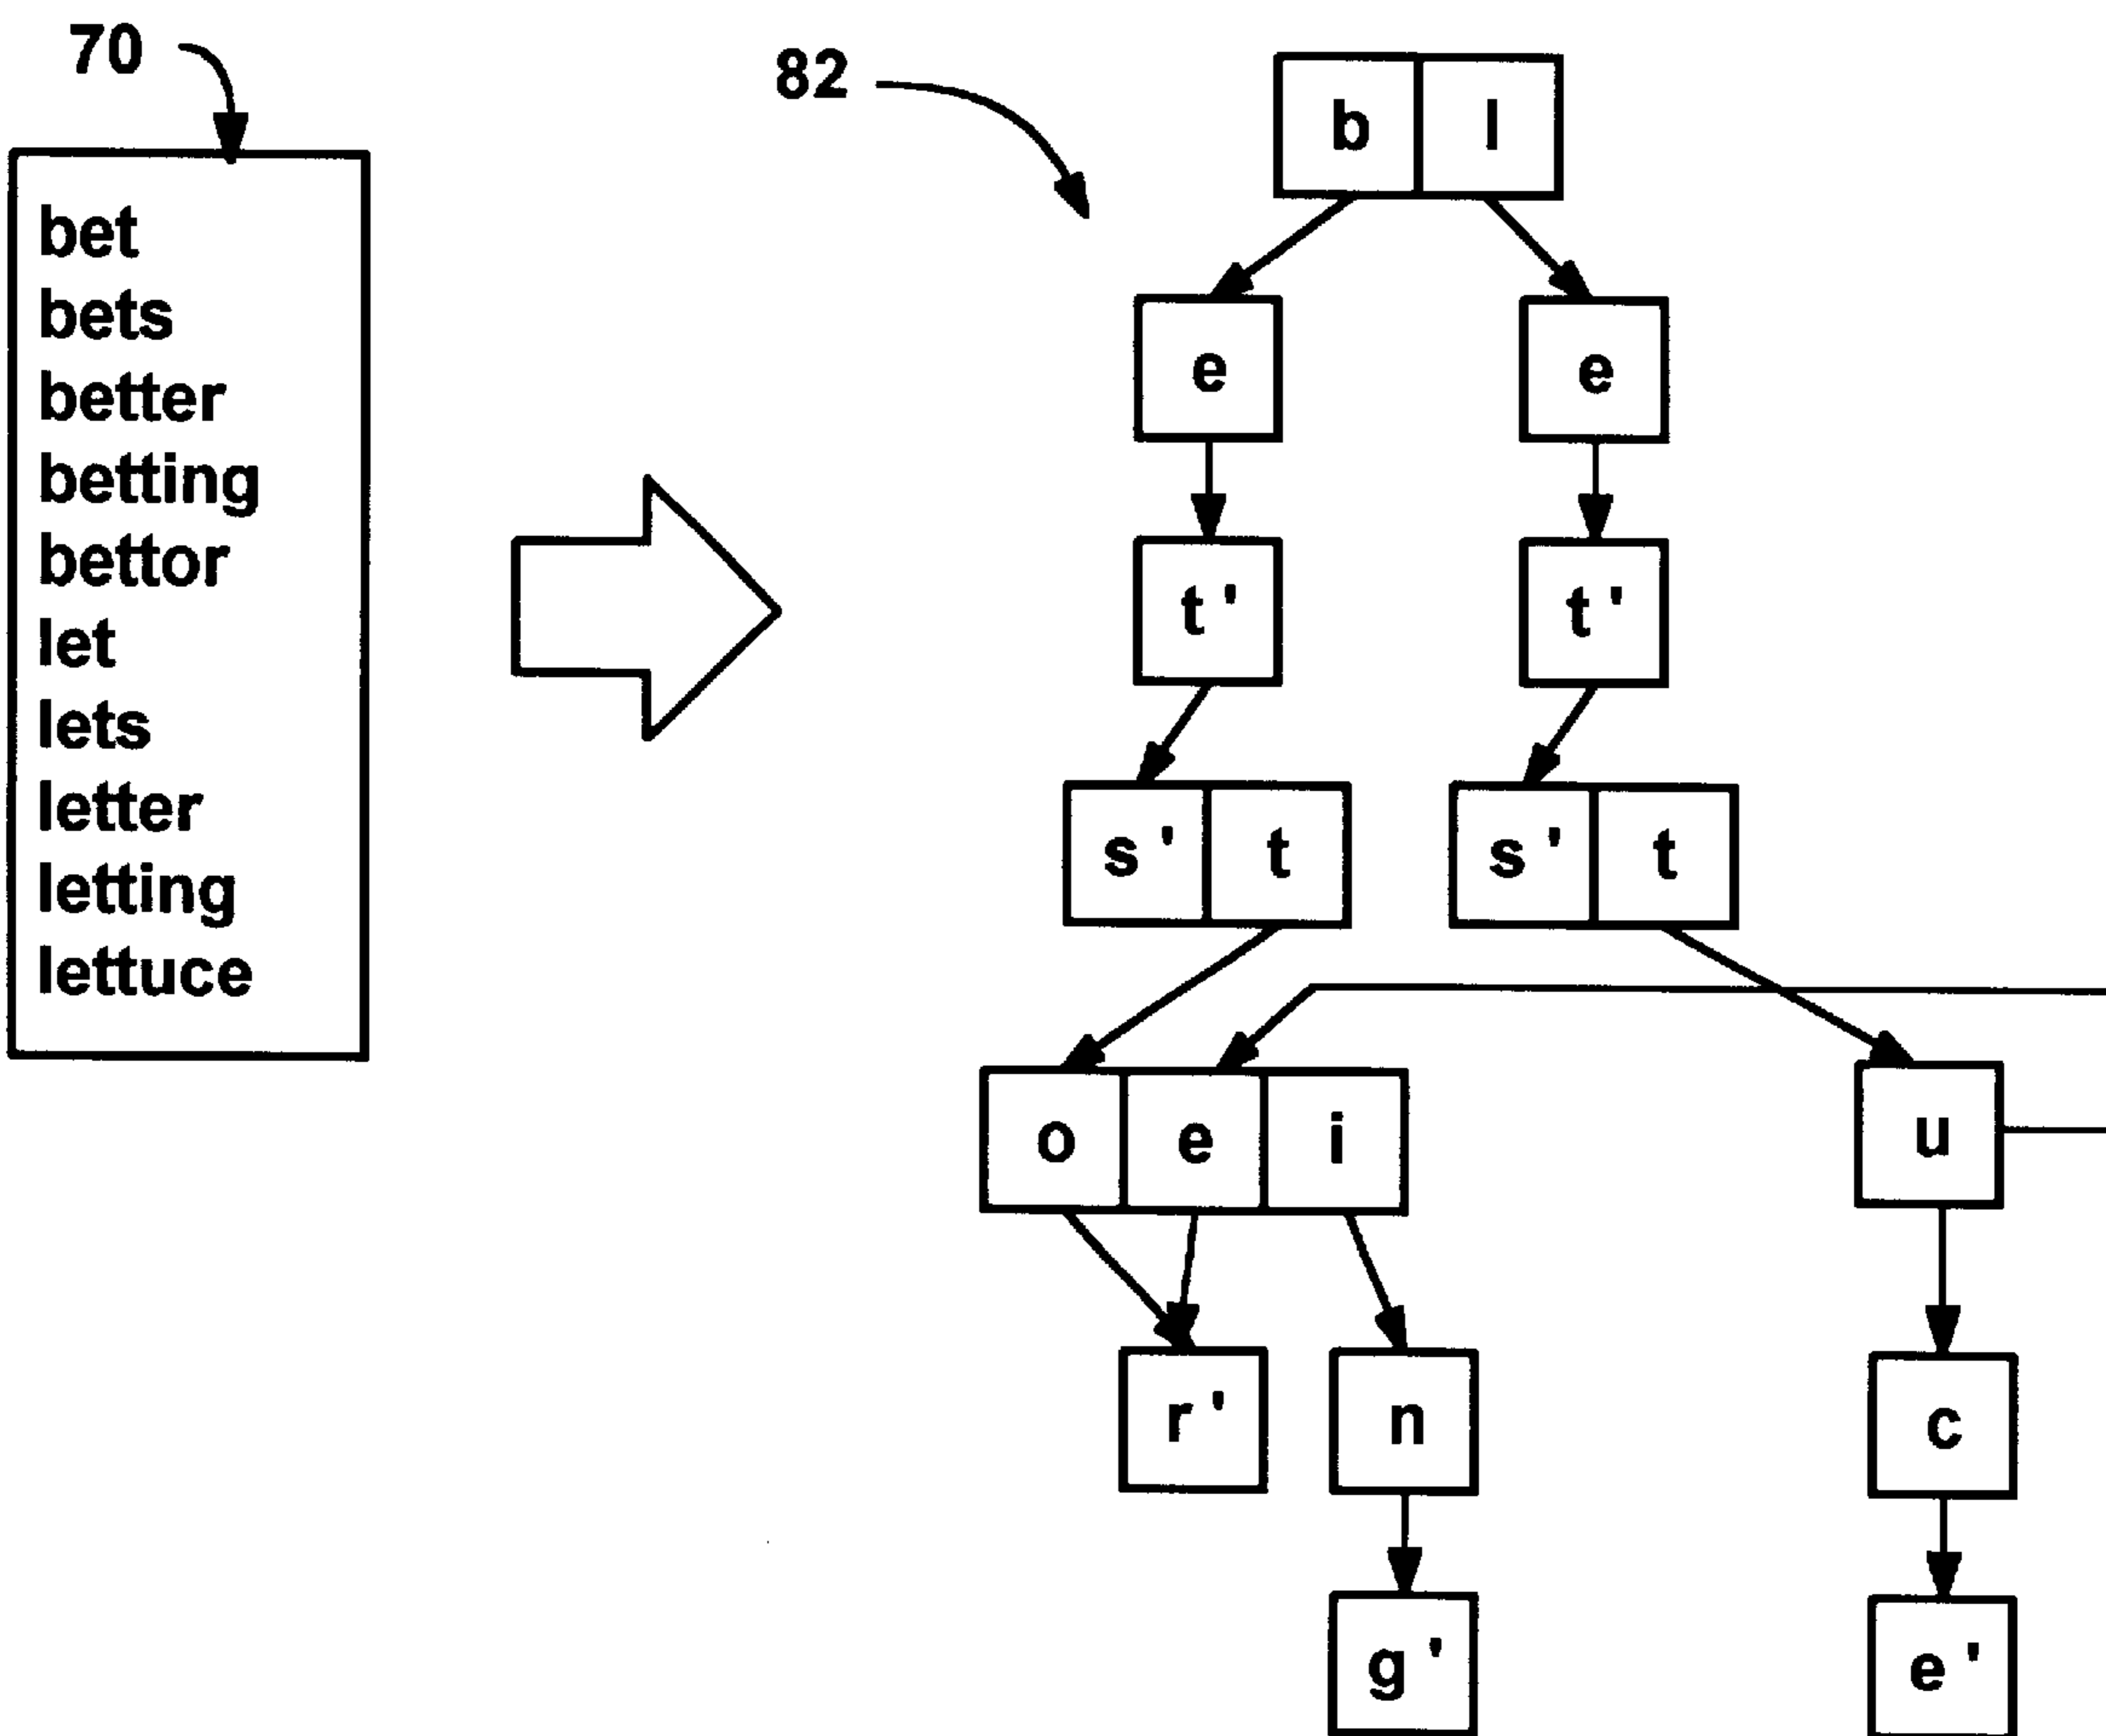 70
82
bet
bets
better
betting
bettor
let
lets
letter
letting
lettuce
b l
e e
t' t'
s' t s' t
o e i u
r' n c
g' e'